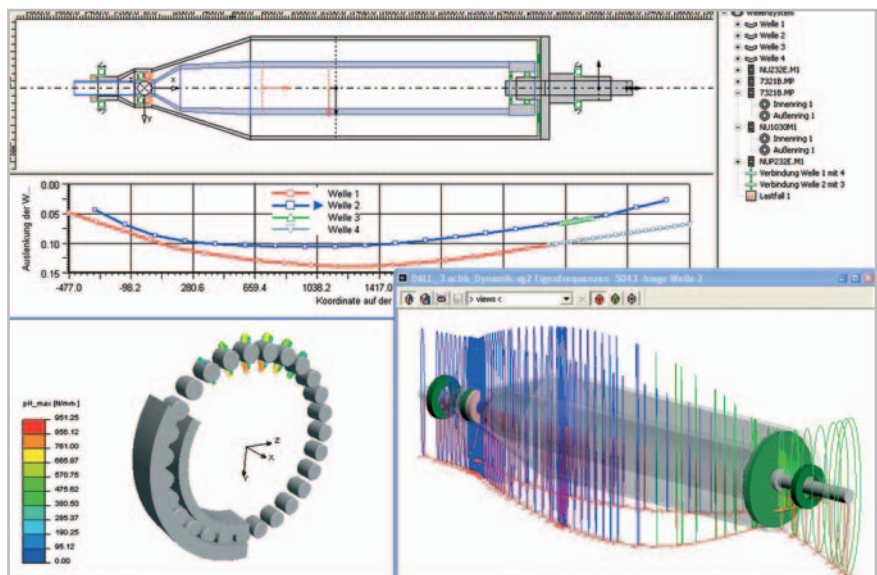 Wellensystem
Welle 1
Welle 2
Welle 3
Welle 4
NU232E.M1
7321B.MP
7321B.MP
Innenring 1
Außenring 1
NU1030M1
Innenring 1
Außenring 1
NUP232E.M1
Verbindung Welle 1 mit 4
Verbindung Welle 2 mit 3
Lastfall 1
x
Y
Auslenkung der W...
0.00
0.05
0.10
0.15
Welle 1
Welle 2
Welle 3
Welle 4
-477.0 -98.2 280.6 659.4 1038.2 1417.0
Koordinate auf der
Eigenfrequenzen
> views <
pH_max [N/mm]
951.25
856.12
761.00
665.87
570.75
475.62
380.50
285.37
190.25
95.12
0.00
Z
X
Y